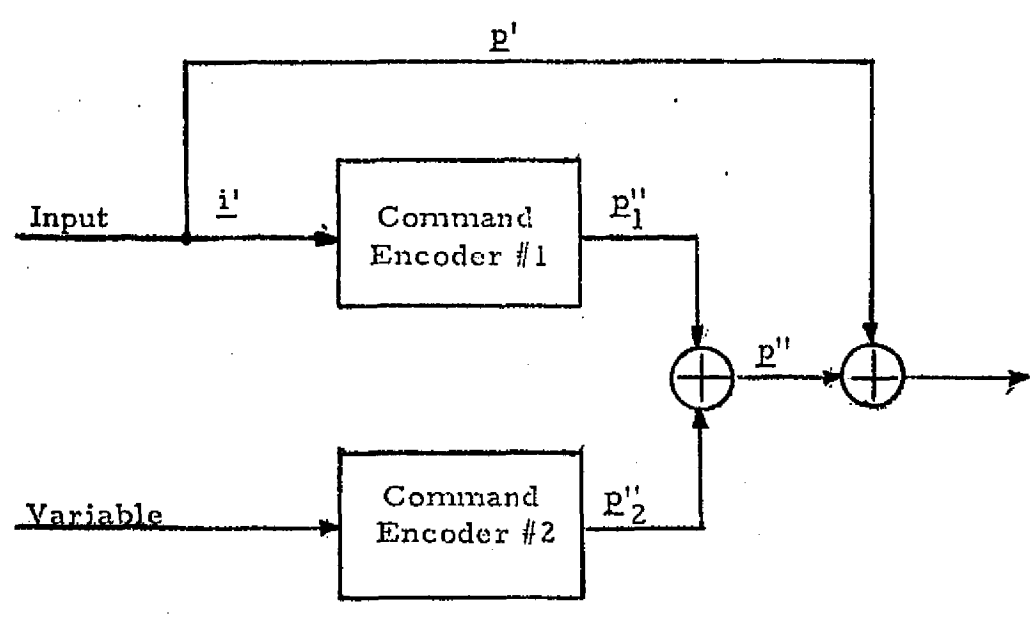 p'
Input
i'
Command
Encoder #1
p''1
p''
Variable
Command
Encoder #2
p''2